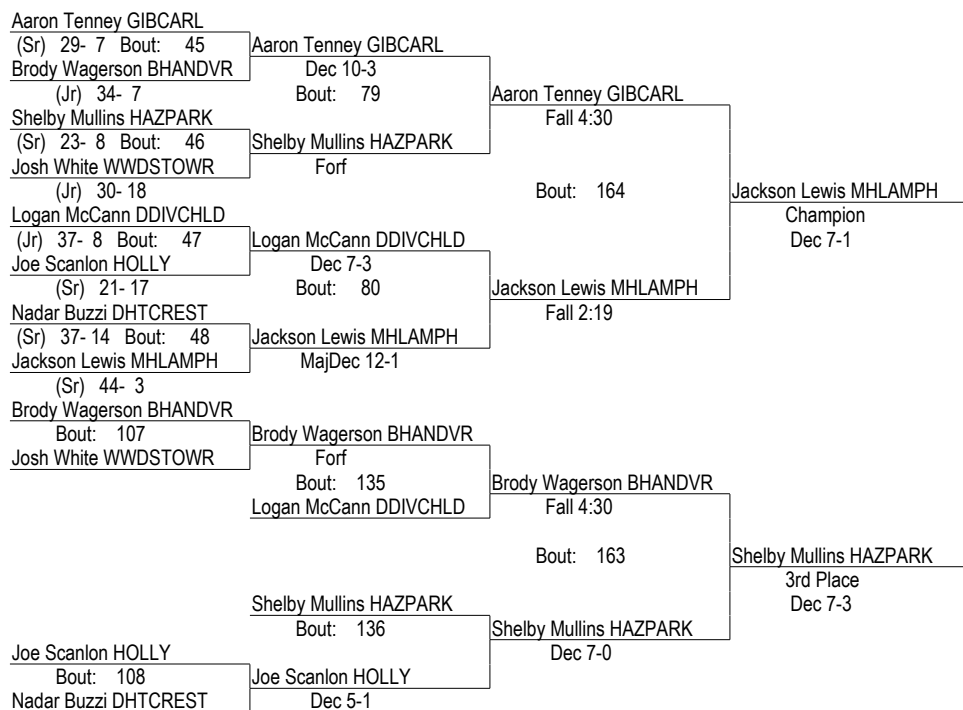 Aaron Tenney GIBCARL
(Sr) 29- 7 Bout: 45 Aaron Tenney GIBCARL
Brody Wagerson BHANDVR Dec 10-3
(Jr) 34- 7 Bout: 79 Aaron Tenney GIBCARL
Shelby Mullins HAZPARK Fall 4:30
(Sr) 23- 8 Bout: 46 Shelby Mullins HAZPARK
Josh White WWDSTOWR Forf
(Jr) 30- 18 Bout: 164 Jackson Lewis MHLAMPH
Logan McCann DDIVCHLD Champion
(Jr) 37- 8 Bout: 47 Logan McCann DDIVCHLD Dec 7-1
Joe Scanlon HOLLY Dec 7-3
(Sr) 21- 17 Bout: 80 Jackson Lewis MHLAMPH
Nadar Buzzi DHTCREST Fall 2:19
(Sr) 37- 14 Bout: 48 Jackson Lewis MHLAMPH
Jackson Lewis MHLAMPH MajDec 12-1
(Sr) 44- 3
Brody Wagerson BHANDVR
Bout: 107 Brody Wagerson BHANDVR
Josh White WWDSTOWR Forf
Bout: 135 Brody Wagerson BHANDVR
Logan McCann DDIVCHLD Fall 4:30
Bout: 163 Shelby Mullins HAZPARK
3rd Place
Shelby Mullins HAZPARK Dec 7-3
Bout: 136 Shelby Mullins HAZPARK
Joe Scanlon HOLLY Dec 7-0
Bout: 108 Joe Scanlon HOLLY
Nadar Buzzi DHTCREST Dec 5-1